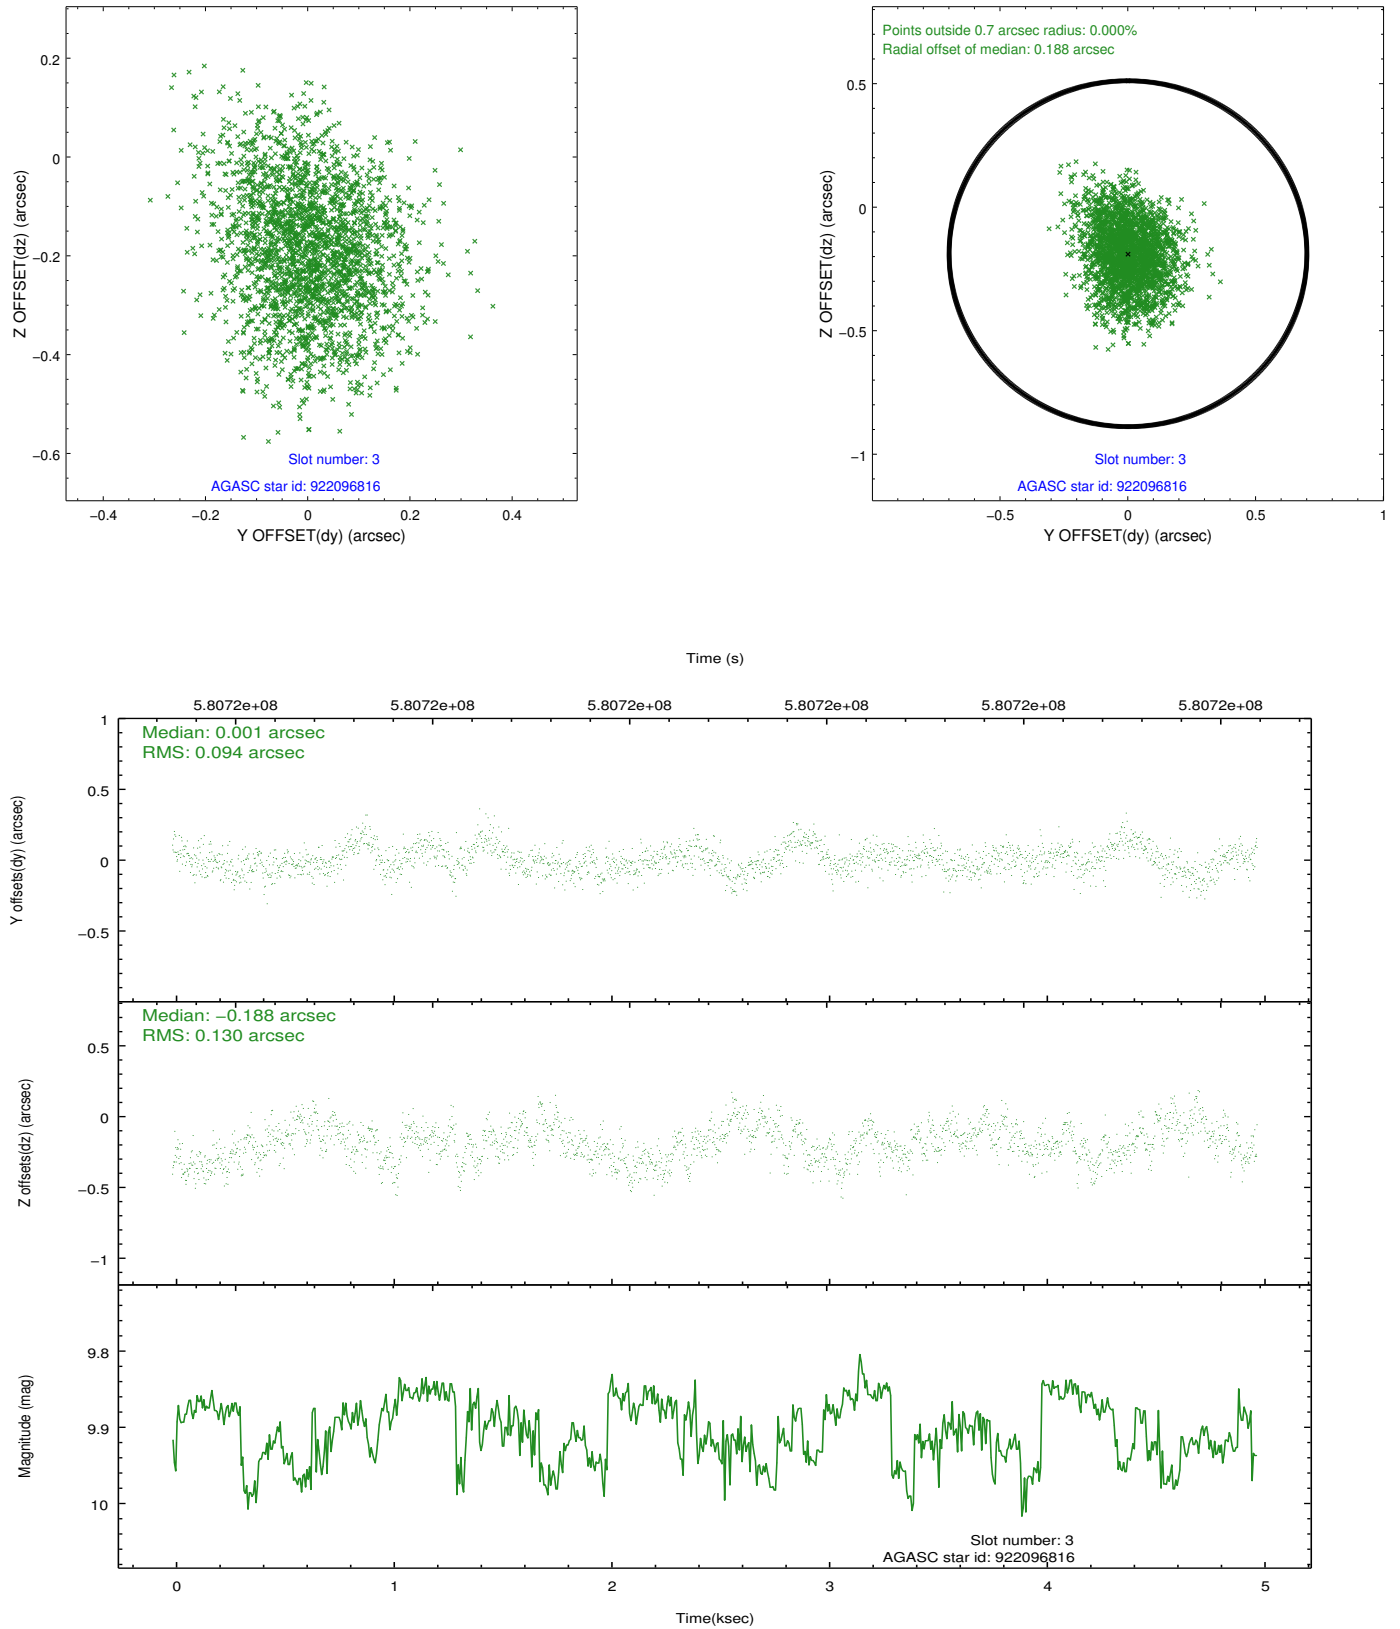 0.2
0
−0.2
−0.4
−0.6
Z OFFSET(dz) (arcsec)
Slot number: 3
AGASC star id: 922096816
−0.4
−0.2
0
0.2
0.4
Y OFFSET(dy) (arcsec)
Points outside 0.7 arcsec radius: 0.000%
Radial offset of median: 0.188 arcsec
0.5
0
−0.5
−1
Z OFFSET(dz) (arcsec)
Slot number: 3
AGASC star id: 922096816
−0.5
0
0.5
1
Y OFFSET(dy) (arcsec)
Time (s)
5.8072e+08 5.8072e+08 5.8072e+08 5.8072e+08 5.8072e+08 5.8072e+08
Median: 0.001 arcsec
RMS: 0.094 arcsec
1
0.5
0
−0.5
Y offsets(dy) (arcsec)
Median: −0.188 arcsec
RMS: 0.130 arcsec
0.5
0
−0.5
−1
Z offsets(dz) (arcsec)
9.8
9.9
10
Magnitude (mag)
Slot number: 3
AGASC star id: 922096816
0 1 2 3 4 5
Time(ksec)